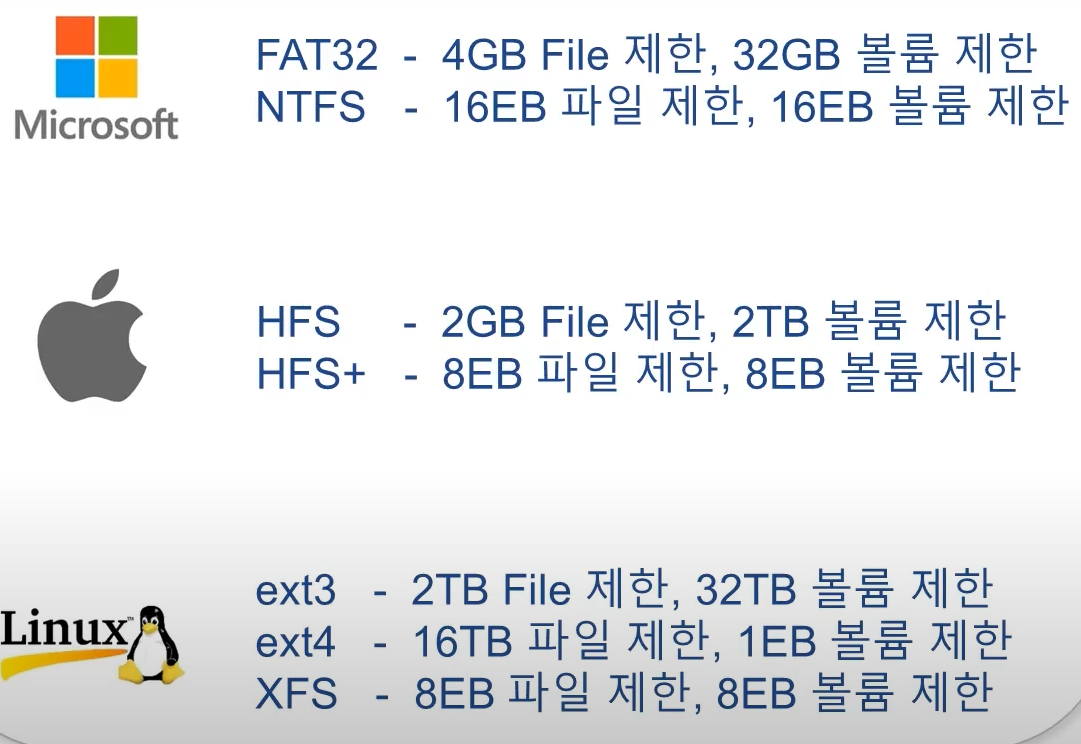 Microsoft
FAT32 - 4GB File 제한, 32GB 볼륨 제한
NTFS - 16EB 파일 제한, 16EB 볼륨 제한
HFS - 2GB File 제한, 2TB 볼륨 제한
HFS+ - 8EB 파일 제한, 8EB 볼륨 제한
Linux™
ext3 - 2TB File 제한, 32TB 볼륨 제한
ext4 - 16TB 파일 제한, 1EB 볼륨 제한
XFS - 8EB 파일 제한, 8EB 볼륨 제한